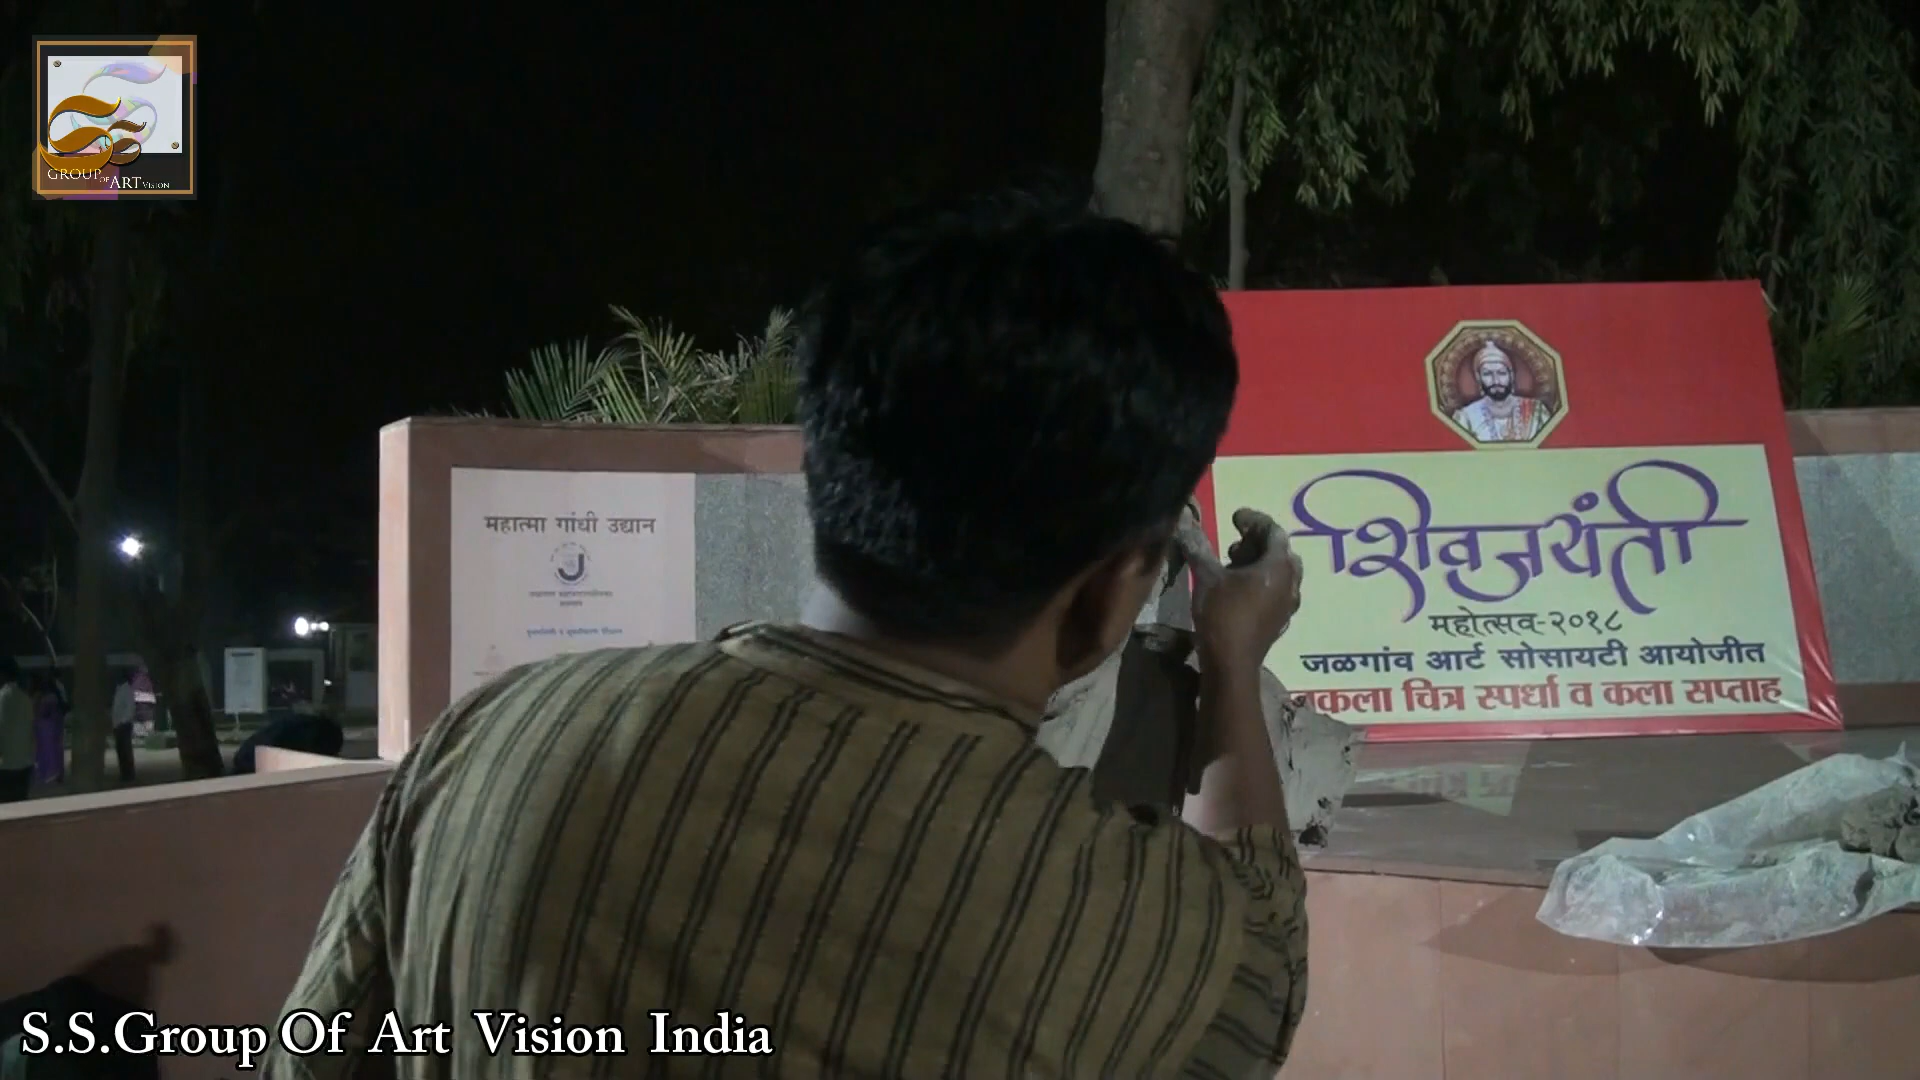 GROUP OF ART VISION
महात्मा गांधी उद्यान
J
शिवजयंती
महोत्सव-२०१८
जळगांव आर्ट सोसायटी आयोजीत
चित्र स्पर्धा व कला सप्ताह
S.S.Group Of Art Vision India